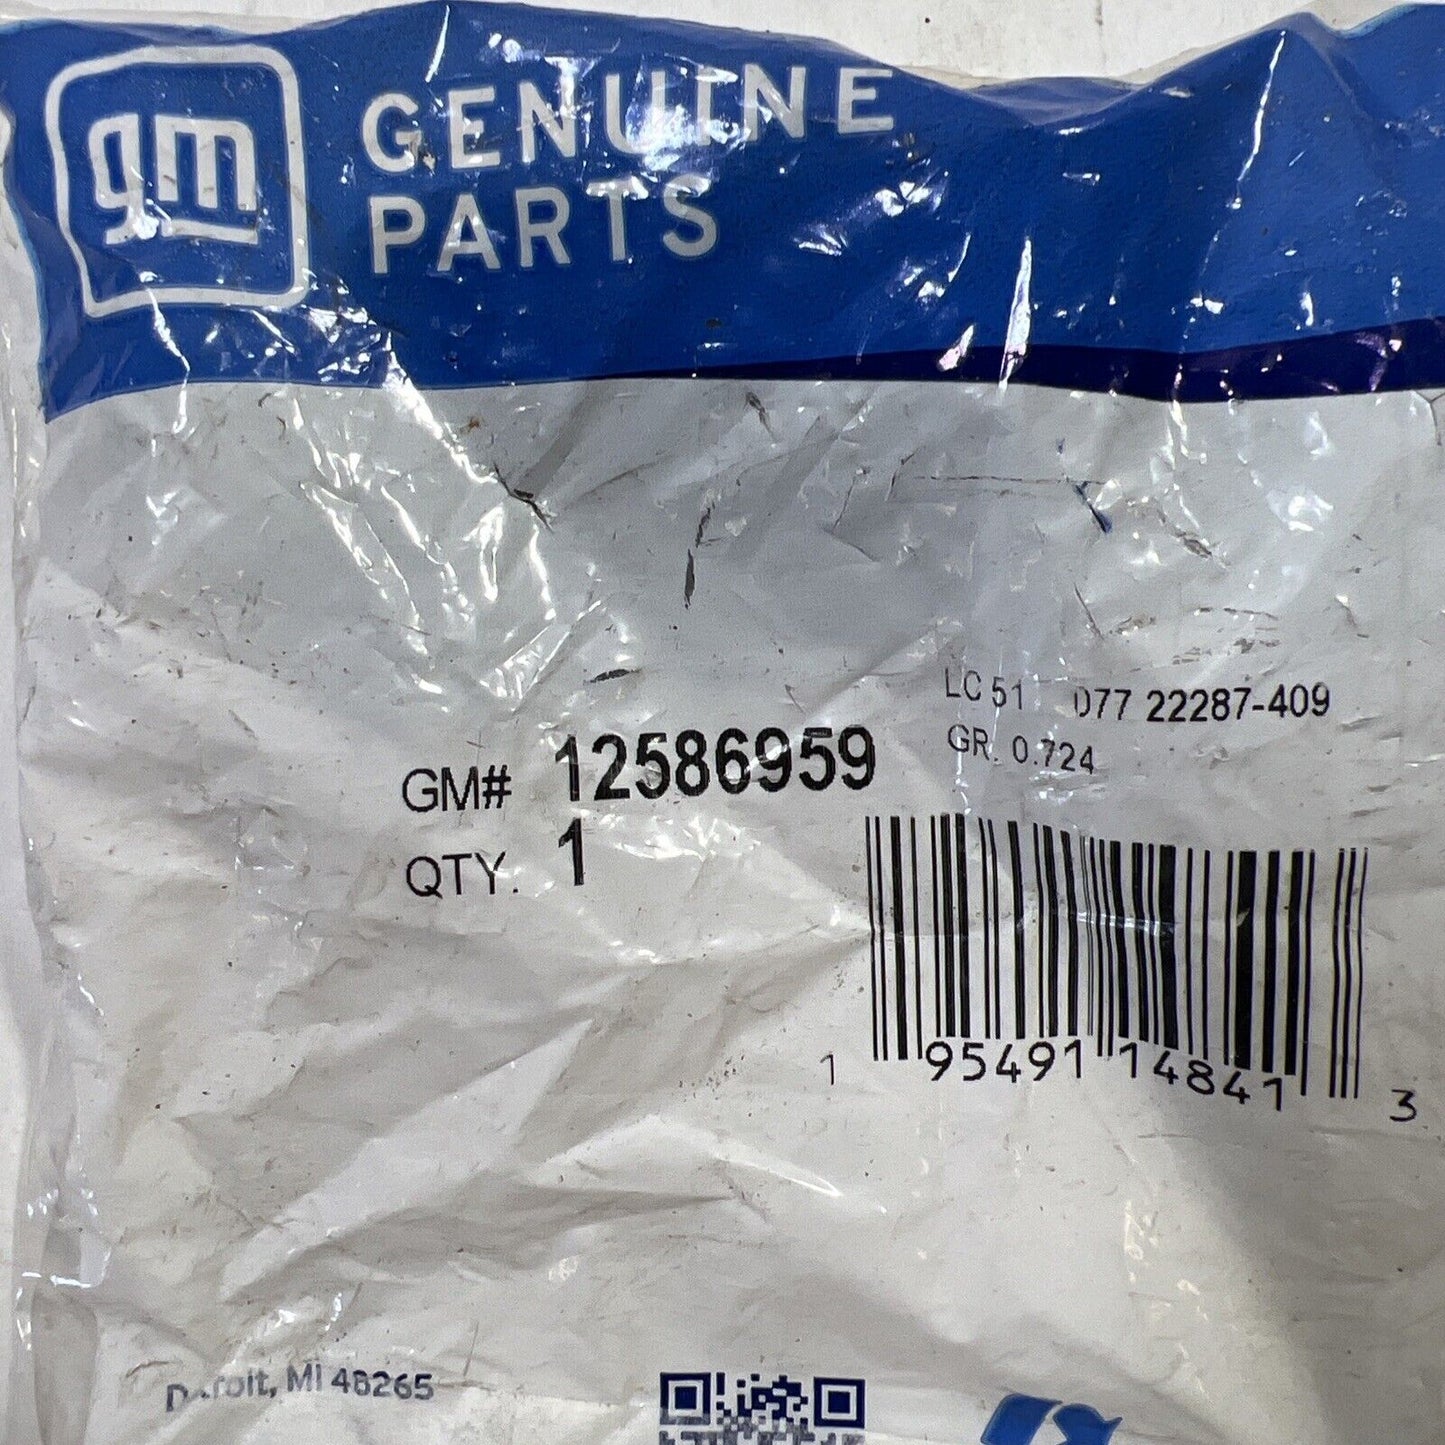 gm
GENUINE
PARTS
LC 51 077 22287-409
GR. 0.724
GM# 12586959
QTY. 1
1 95491 14841 3
Detroit, MI 48265